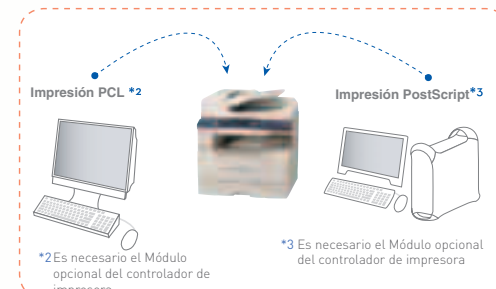 Impresión PCL *2
Impresión PostScript*3
*2 Es necesario el Módulo
opcional del controlador de
impresora
*3 Es necesario el Módulo opcional
del controlador de impresora